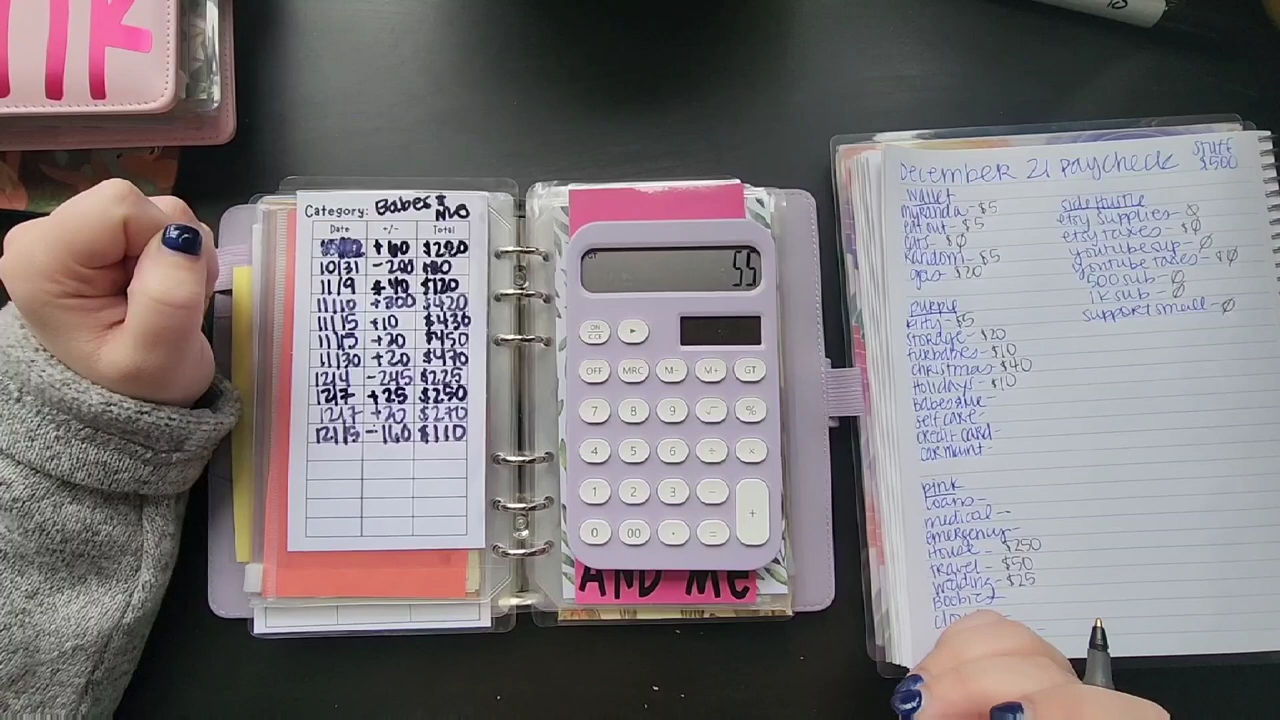 Category: Babes & Me
Date +/- Total
+60 $280
10/31 -200 $80
11/9 +40 $120
11/10 +300 $420
11/15 +10 $430
11/15 +20 $450
11/30 +20 $470
12/4 -245 $225
12/7 +25 $250
12/7 +20 $270
12/15 -160 $110
55
ON C/CE ▶
OFF MRC M- M+ GT
7 8 9 √ %
4 5 6 ÷ ×
1 2 3 -
0 00 . = +
AND ME
December 21 Paycheck
Stuff
$500
Wallet
Myranda - $5
eat out - $5
cats - $0
Random - $5
gas - $20
purple
kitty - $5
storage - $20
furbabies - $10
christmas - $40
Holidays - $10
Babes & Me -
self care -
credit card -
car maint -
pink
Loans -
medical -
emergency -
House - $250
travel - $50
wedding - $25
Boobies -
side Hustle
etsy supplies - 0
etsy taxes - $0
youtube sup - 0
youtube taxes - $0
500 sub - 0
1k sub - 0
support small - 0